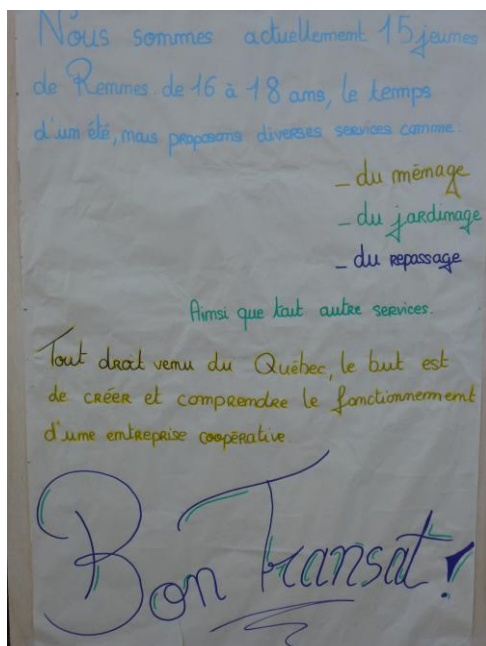 Nous sommes actuellement 15 jeunes
de Rennes de 16 à 18 ans, le temps
d'un été, mais proposons diverses services comme:
_ du ménage
_ du jardinage
_ du repassage
Ainsi que tout autre services.
Tout droit venu du Québec, le but est
de créer et comprendre le fonctionnement
d'une entreprise coopérative.
Bon Transat!